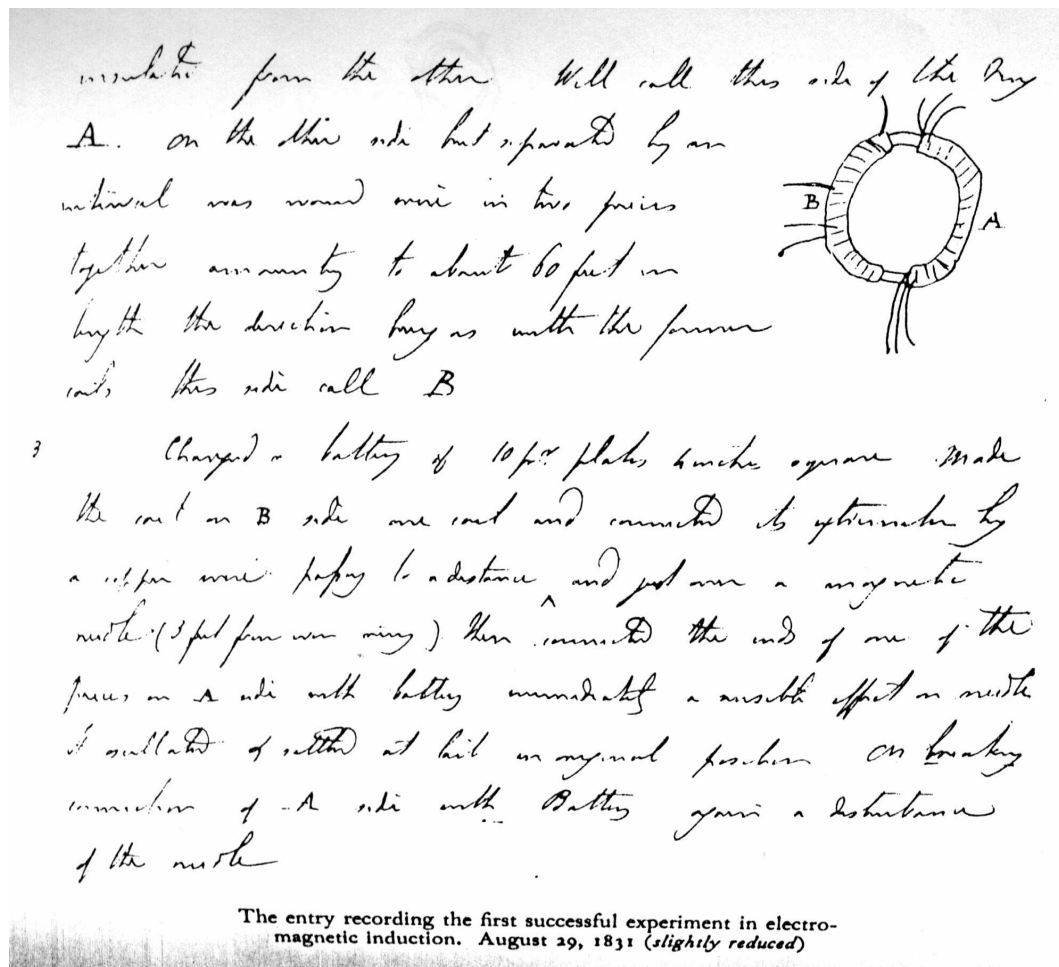 insulated from the other. Will call this side of the Ring
A. on the other side but separated by an
interval was wound wire in two pieces
together amounting to about 60 feet in
length the direction being as with the former
coils this side call B
B
A
3 Charged a battery of 10 pr. plates 4 inches square. Made
the coil on B side one coil and connected its extremities by
a copper wire passing to a distance and just over a magnetic
needle (3 feet from iron ring) then connected the ends of one of the
pieces on A side with battery immediately a sensible effect on needle
It oscillated & settled at last in original position On breaking
connection of A side with Battery again a disturbance
of the needle
The entry recording the first successful experiment in electro-
magnetic induction. August 29, 1831 (slightly reduced)